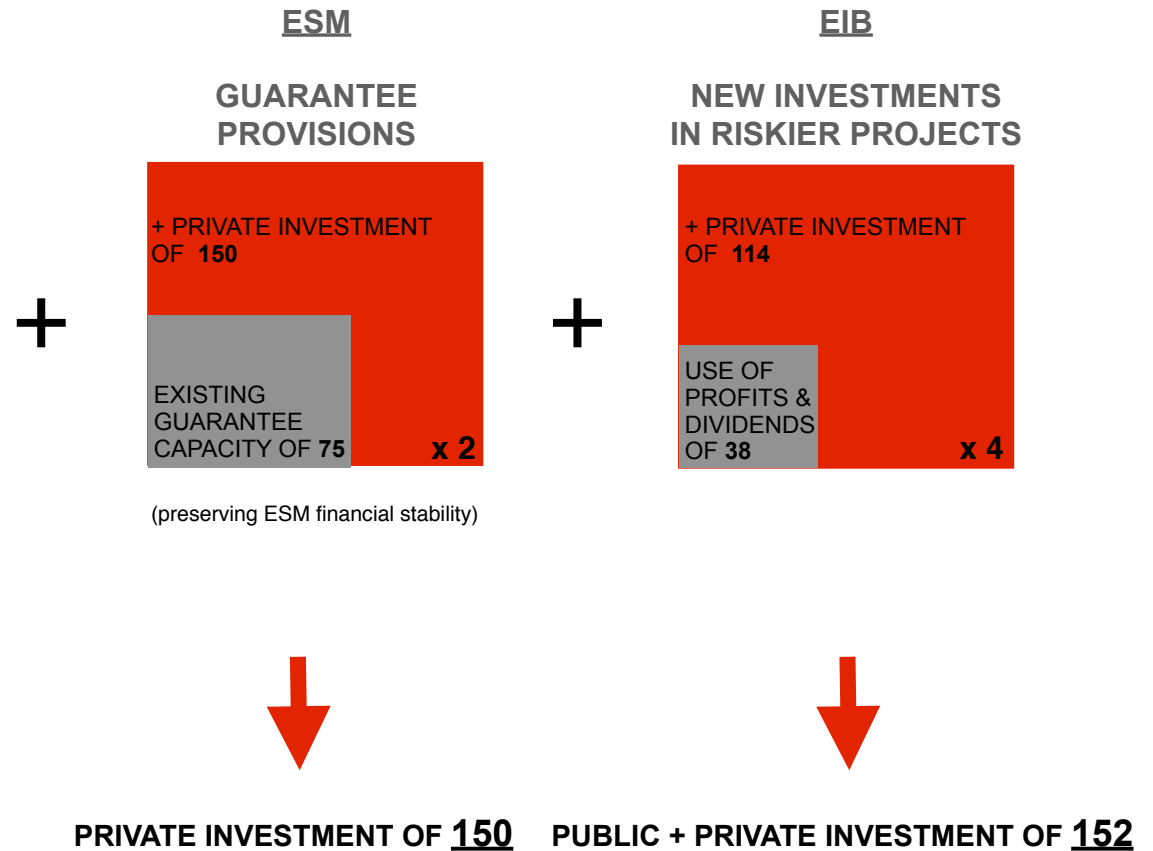 ESM
GUARANTEE
PROVISIONS
+ PRIVATE INVESTMENT
OF 150
+
EXISTING
GUARANTEE
CAPACITY OF 75
x 2
(preserving ESM financial stability)
PRIVATE INVESTMENT OF 150
EIB
NEW INVESTMENTS
IN RISKIER PROJECTS
+ PRIVATE INVESTMENT
OF 114
+
USE OF
PROFITS &
DIVIDENDS
OF 38
x 4
PUBLIC + PRIVATE INVESTMENT OF 152